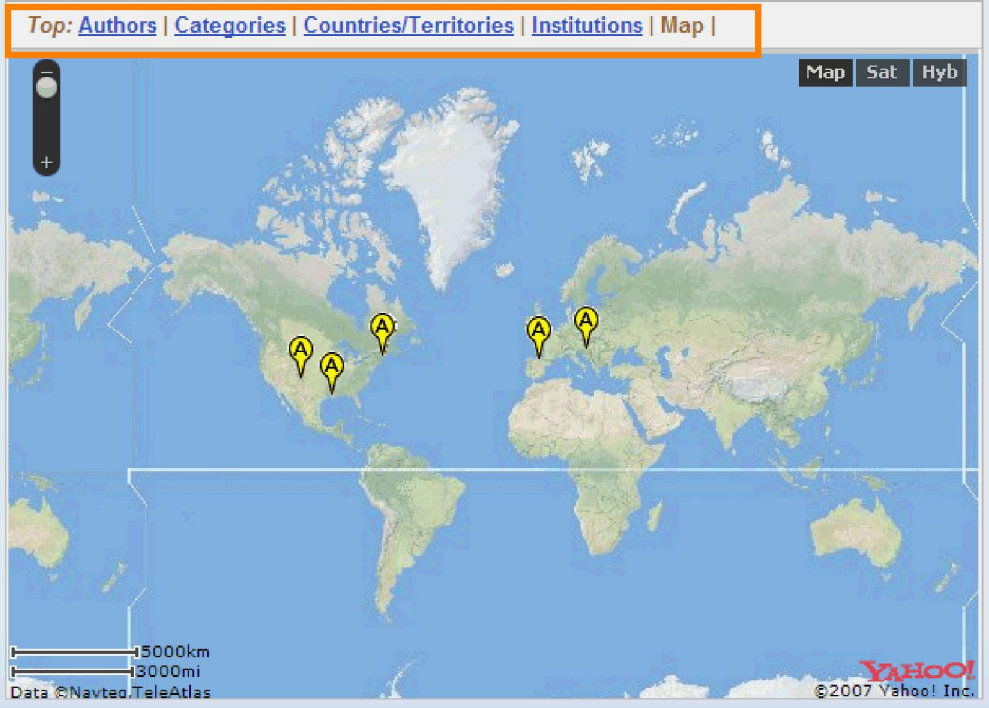 Top: Authors | Categories | Countries/Territories | Institutions | Map |
Map Sat Hyb
A
A
A
A
A
5000km
3000mi
YAHOO!
Data ©Navteq,TeleAtlas
©2007 Yahoo! Inc.